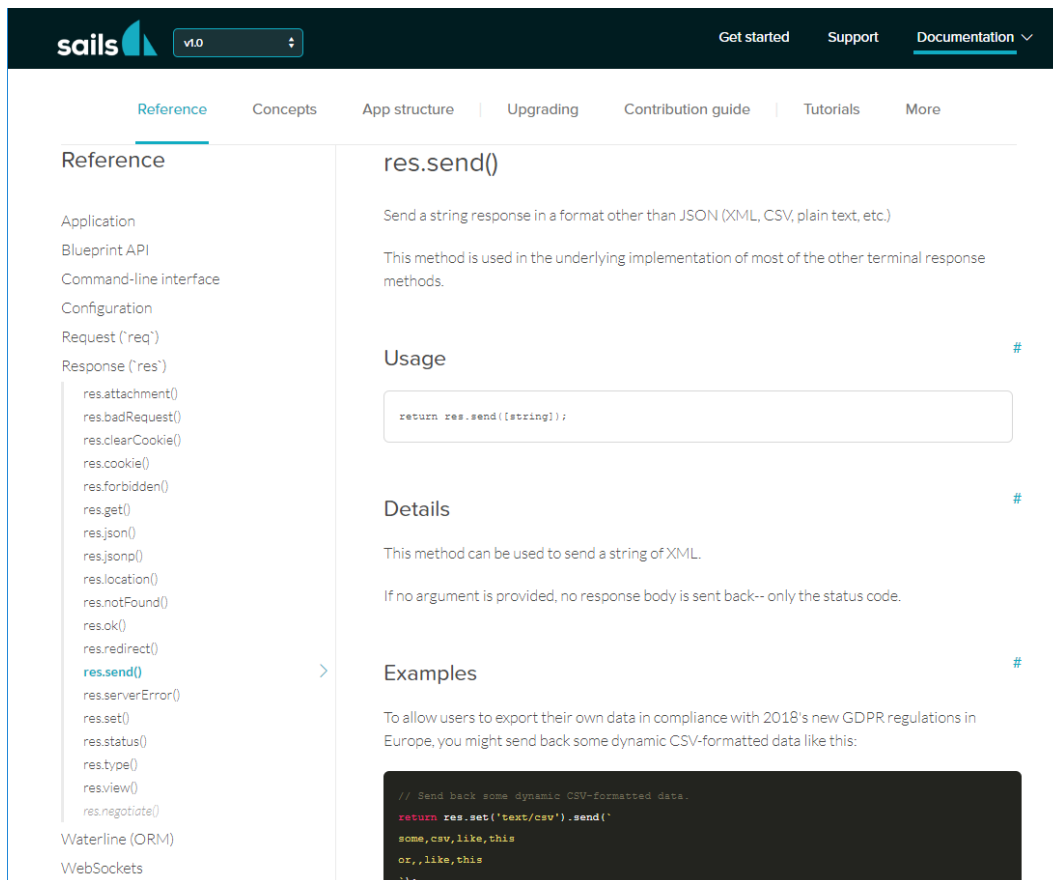 sails
v1.0
Get started
Support
Documentation
Reference
Concepts
App structure
Upgrading
Contribution guide
Tutorials
More
Reference
Application
Blueprint API
Command-line interface
Configuration
Request (`req`)
Response (`res`)
res.attachment()
res.badRequest()
res.clearCookie()
res.cookie()
res.forbidden()
res.get()
res.json()
res.jsonp()
res.location()
res.notFound()
res.ok()
res.redirect()
res.send()
res.serverError()
res.set()
res.status()
res.type()
res.view()
res.negotiate()
Waterline (ORM)
WebSockets
res.send()
Send a string response in a format other than JSON (XML, CSV, plain text, etc.)
This method is used in the underlying implementation of most of the other terminal response
methods.
Usage
#
return res.send([string]);
Details
#
This method can be used to send a string of XML.
If no argument is provided, no response body is sent back-- only the status code.
Examples
#
To allow users to export their own data in compliance with 2018's new GDPR regulations in
Europe, you might send back some dynamic CSV-formatted data like this:
// Send back some dynamic CSV-formatted data.
return res.set('text/csv').send(`
some,csv,like,this
or,,like,this
`);